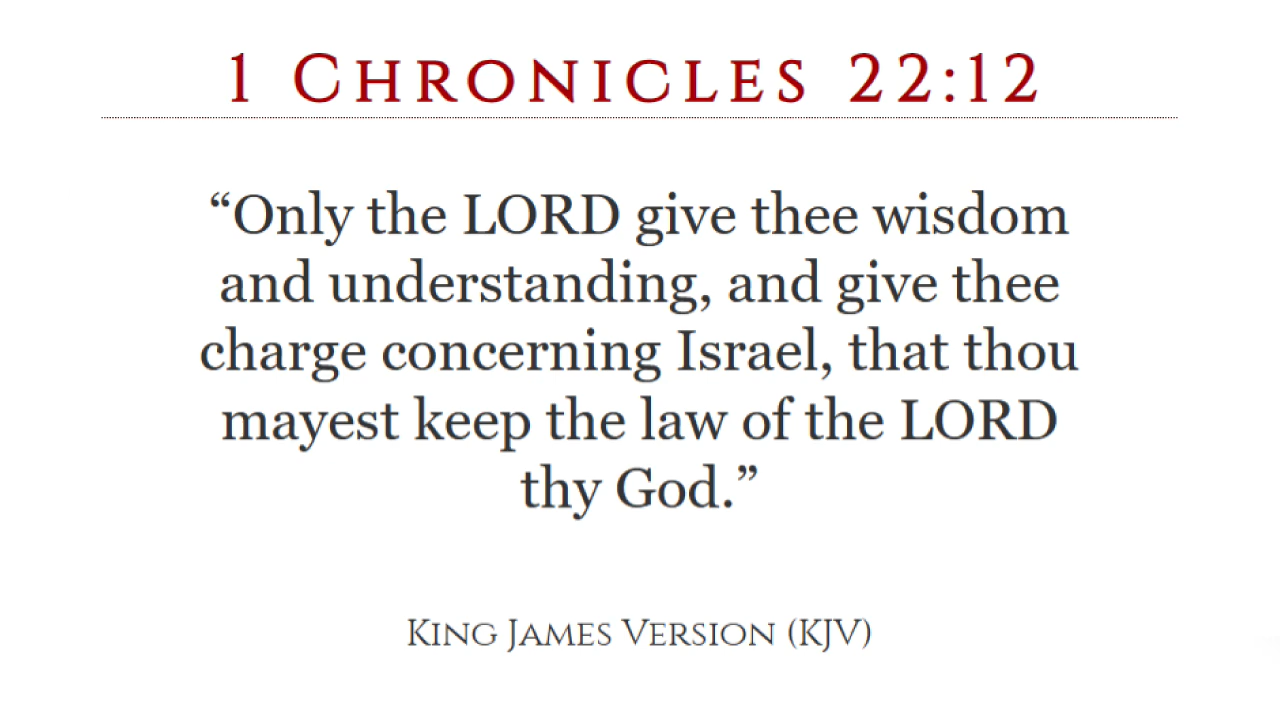 1 Chronicles 22:12
“Only the LORD give thee wisdom
and understanding, and give thee
charge concerning Israel, that thou
mayest keep the law of the LORD
thy God.”
King James Version (KJV)